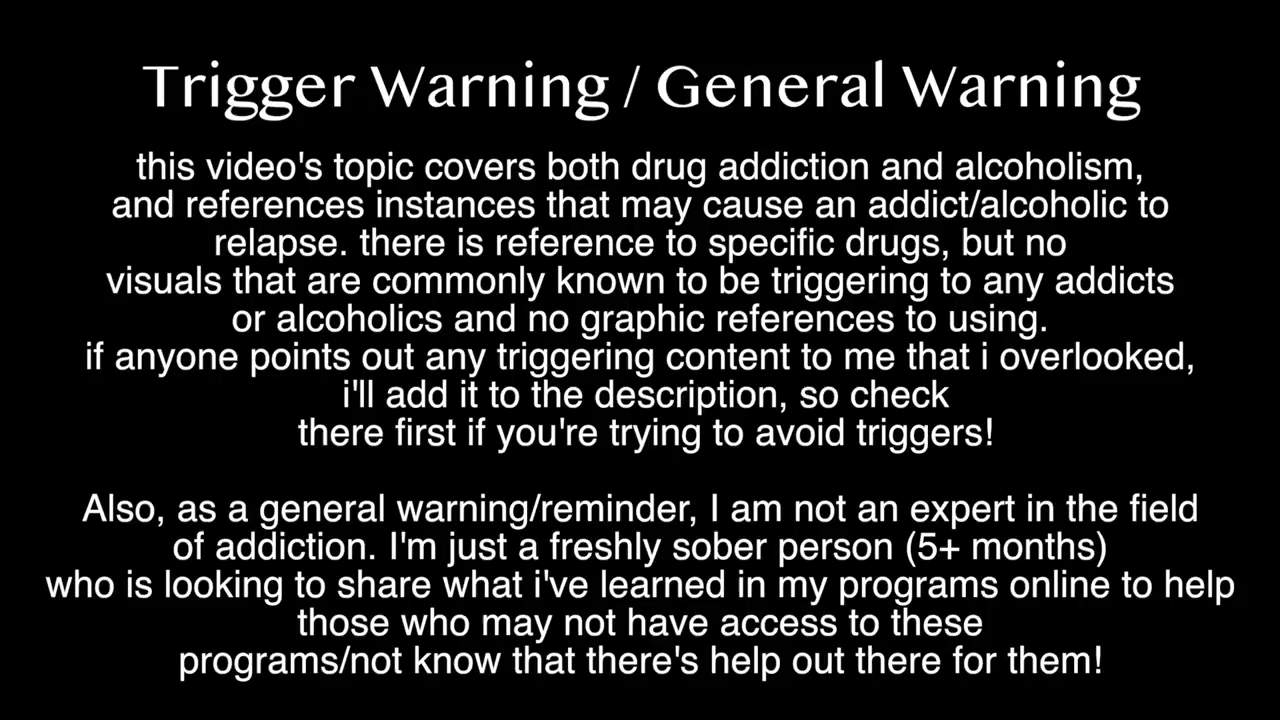 Trigger Warning / General Warning
this video's topic covers both drug addiction and alcoholism,
and references instances that may cause an addict/alcoholic to
relapse. there is reference to specific drugs, but no
visuals that are commonly known to be triggering to any addicts
or alcoholics and no graphic references to using.
if anyone points out any triggering content to me that i overlooked,
i'll add it to the description, so check
there first if you're trying to avoid triggers!
Also, as a general warning/reminder, I am not an expert in the field
of addiction. I'm just a freshly sober person (5+ months)
who is looking to share what i've learned in my programs online to help
those who may not have access to these
programs/not know that there's help out there for them!